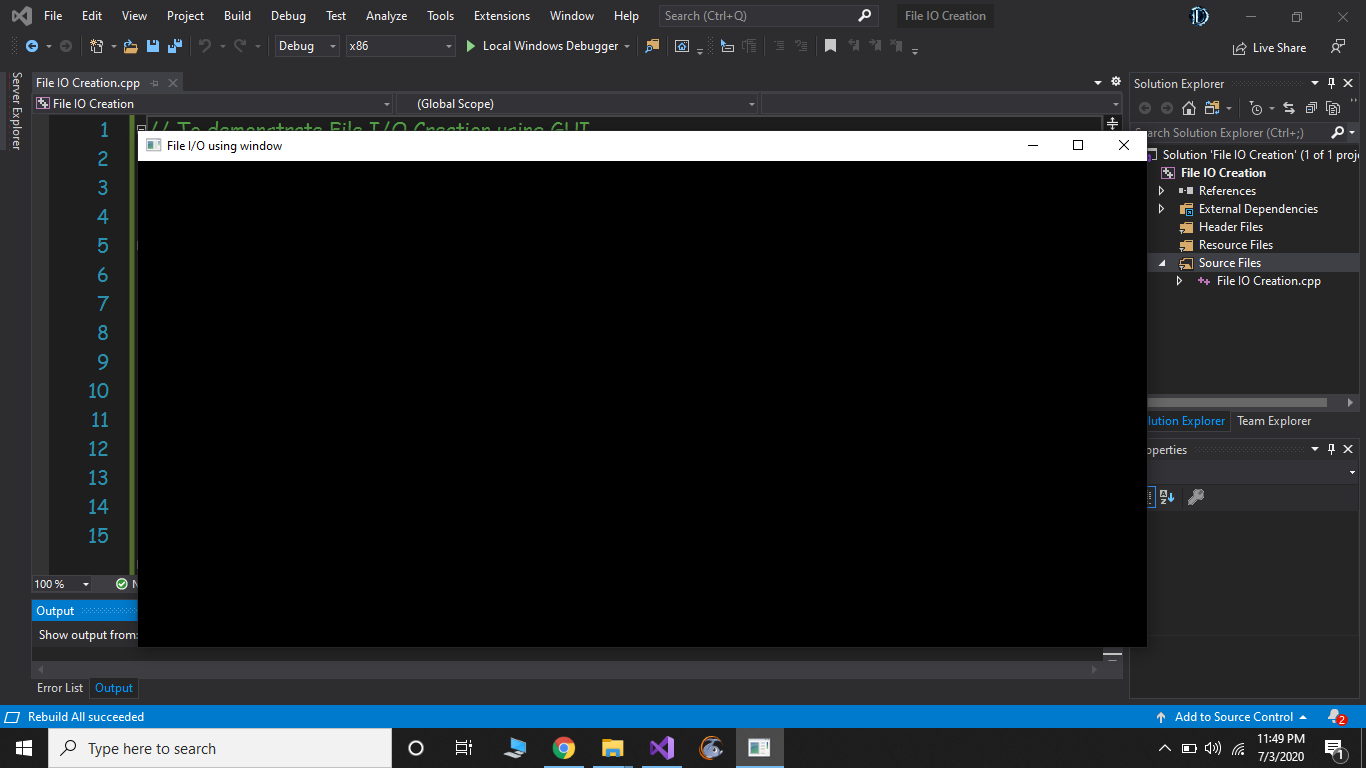 File Edit View Project Build Debug Test Analyze Tools Extensions Window Help Search (Ctrl+Q) File IO Creation
Debug x86 Local Windows Debugger Live Share
Server Explorer
File IO Creation.cpp
File IO Creation (Global Scope)
1 // To demonstrate File I/O Creation using GUI
2
3
4
5
6
7
8
9
10
11
12
13
14
15
File I/O using window
100 %
Output
Show output from:
Error List Output
Solution Explorer
Search Solution Explorer (Ctrl+;)
Solution 'File IO Creation' (1 of 1 proje
File IO Creation
References
External Dependencies
Header Files
Resource Files
Source Files
File IO Creation.cpp
lution Explorer Team Explorer
operties
Rebuild All succeeded Add to Source Control 2
Type here to search
11:49 PM
7/3/2020
1